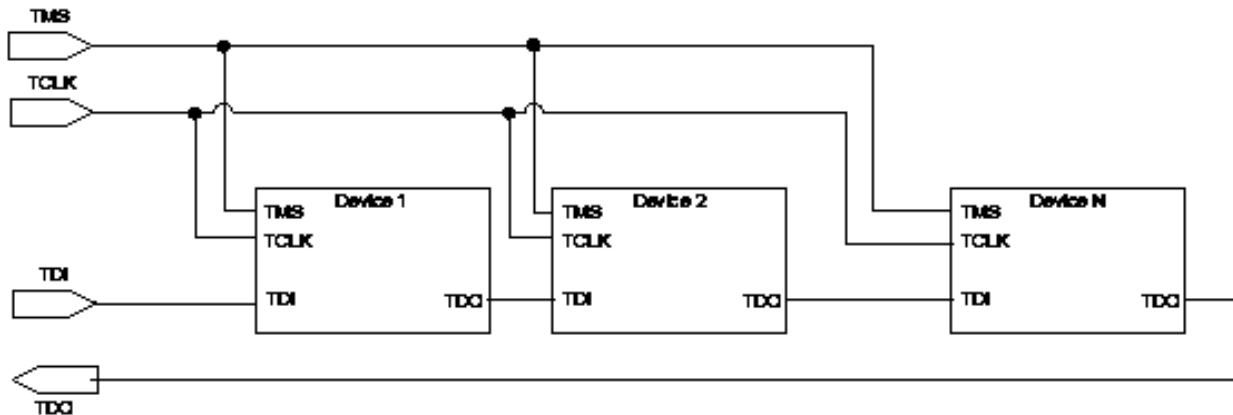 TMS
TCLK
Device 1
Device 2
Device N
TMS
TMS
TMS
TCLK
TCLK
TCLK
TDI
TDI
TDO
TDI
TDO
TDI
TDO
TDO